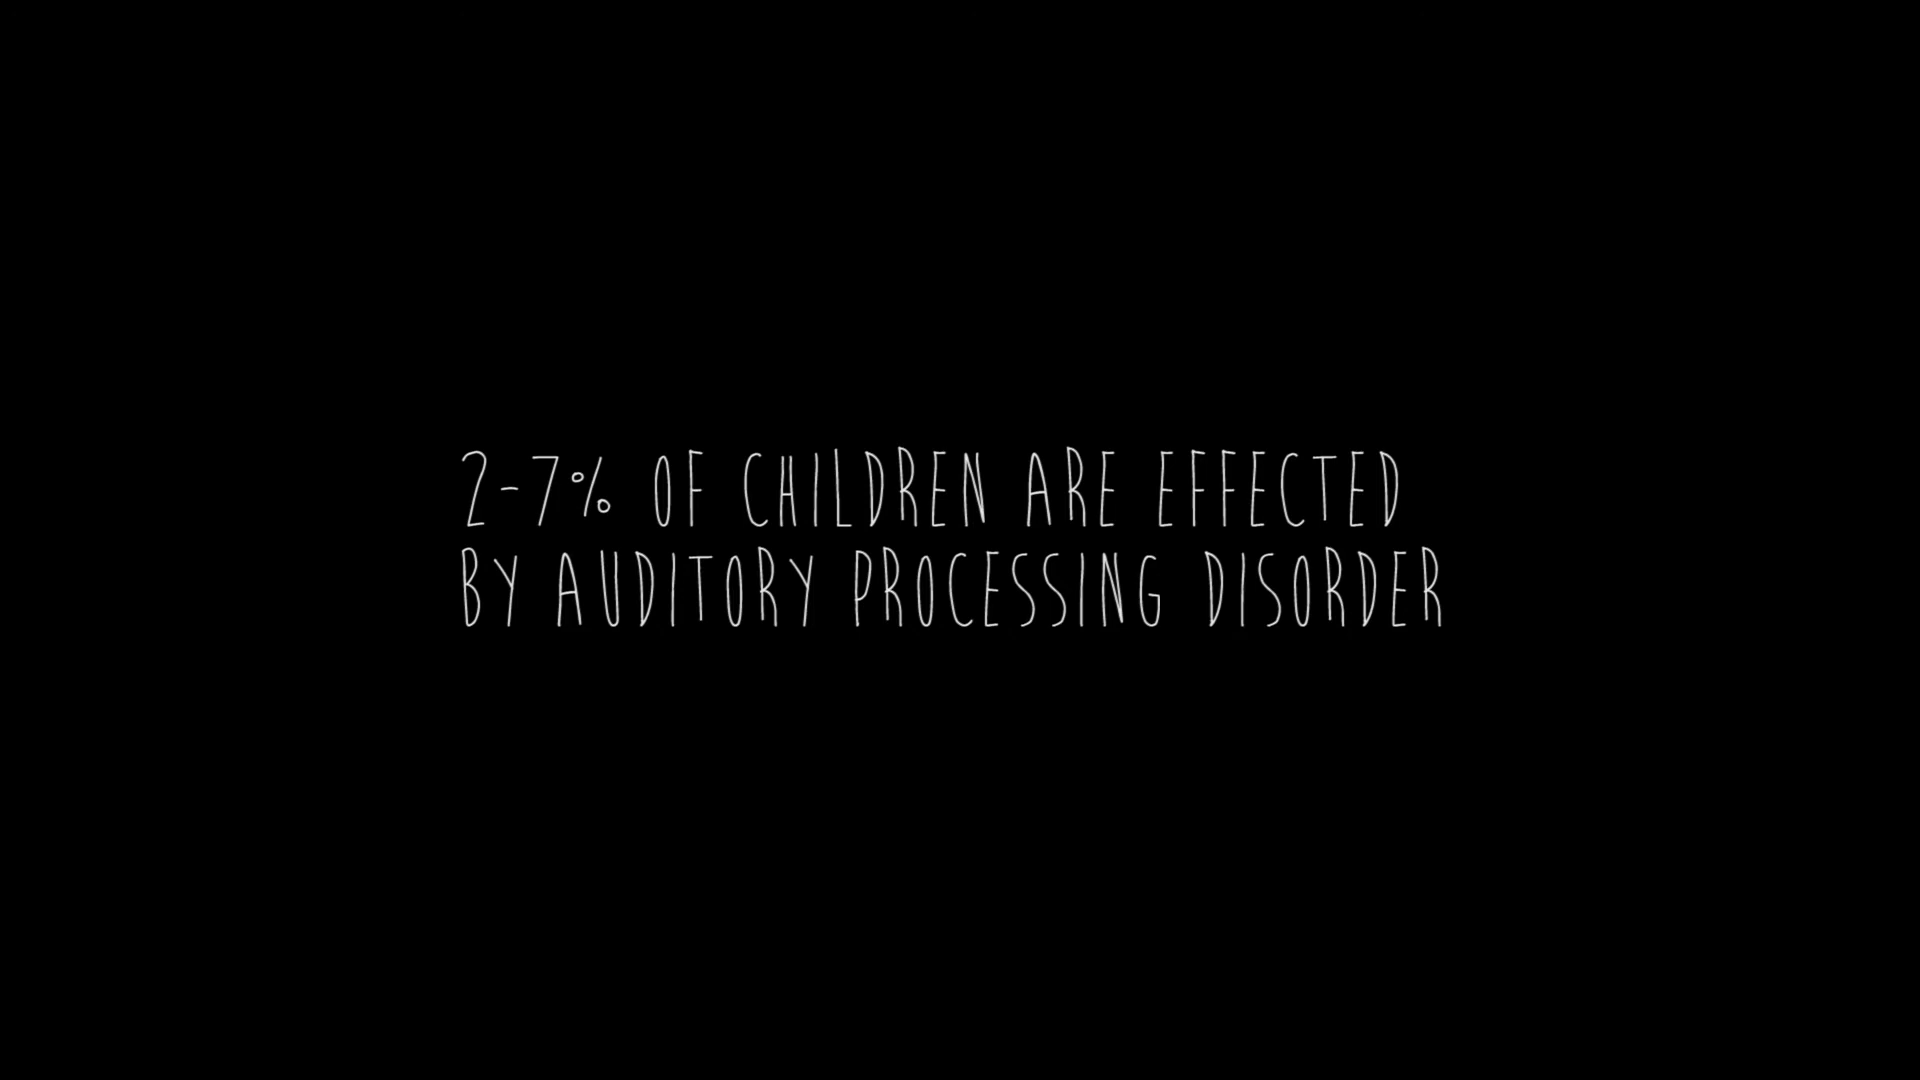 2-7% OF CHILDREN ARE EFFECTED
BY AUDITORY PROCESSING DISORDER